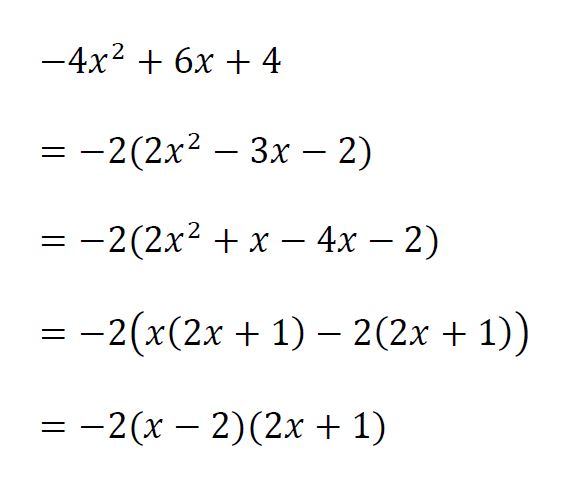 −4x² + 6x + 4
= −2(2x² − 3x − 2)
= −2(2x² + x − 4x − 2)
= −2(x(2x + 1) − 2(2x + 1))
= −2(x − 2)(2x + 1)